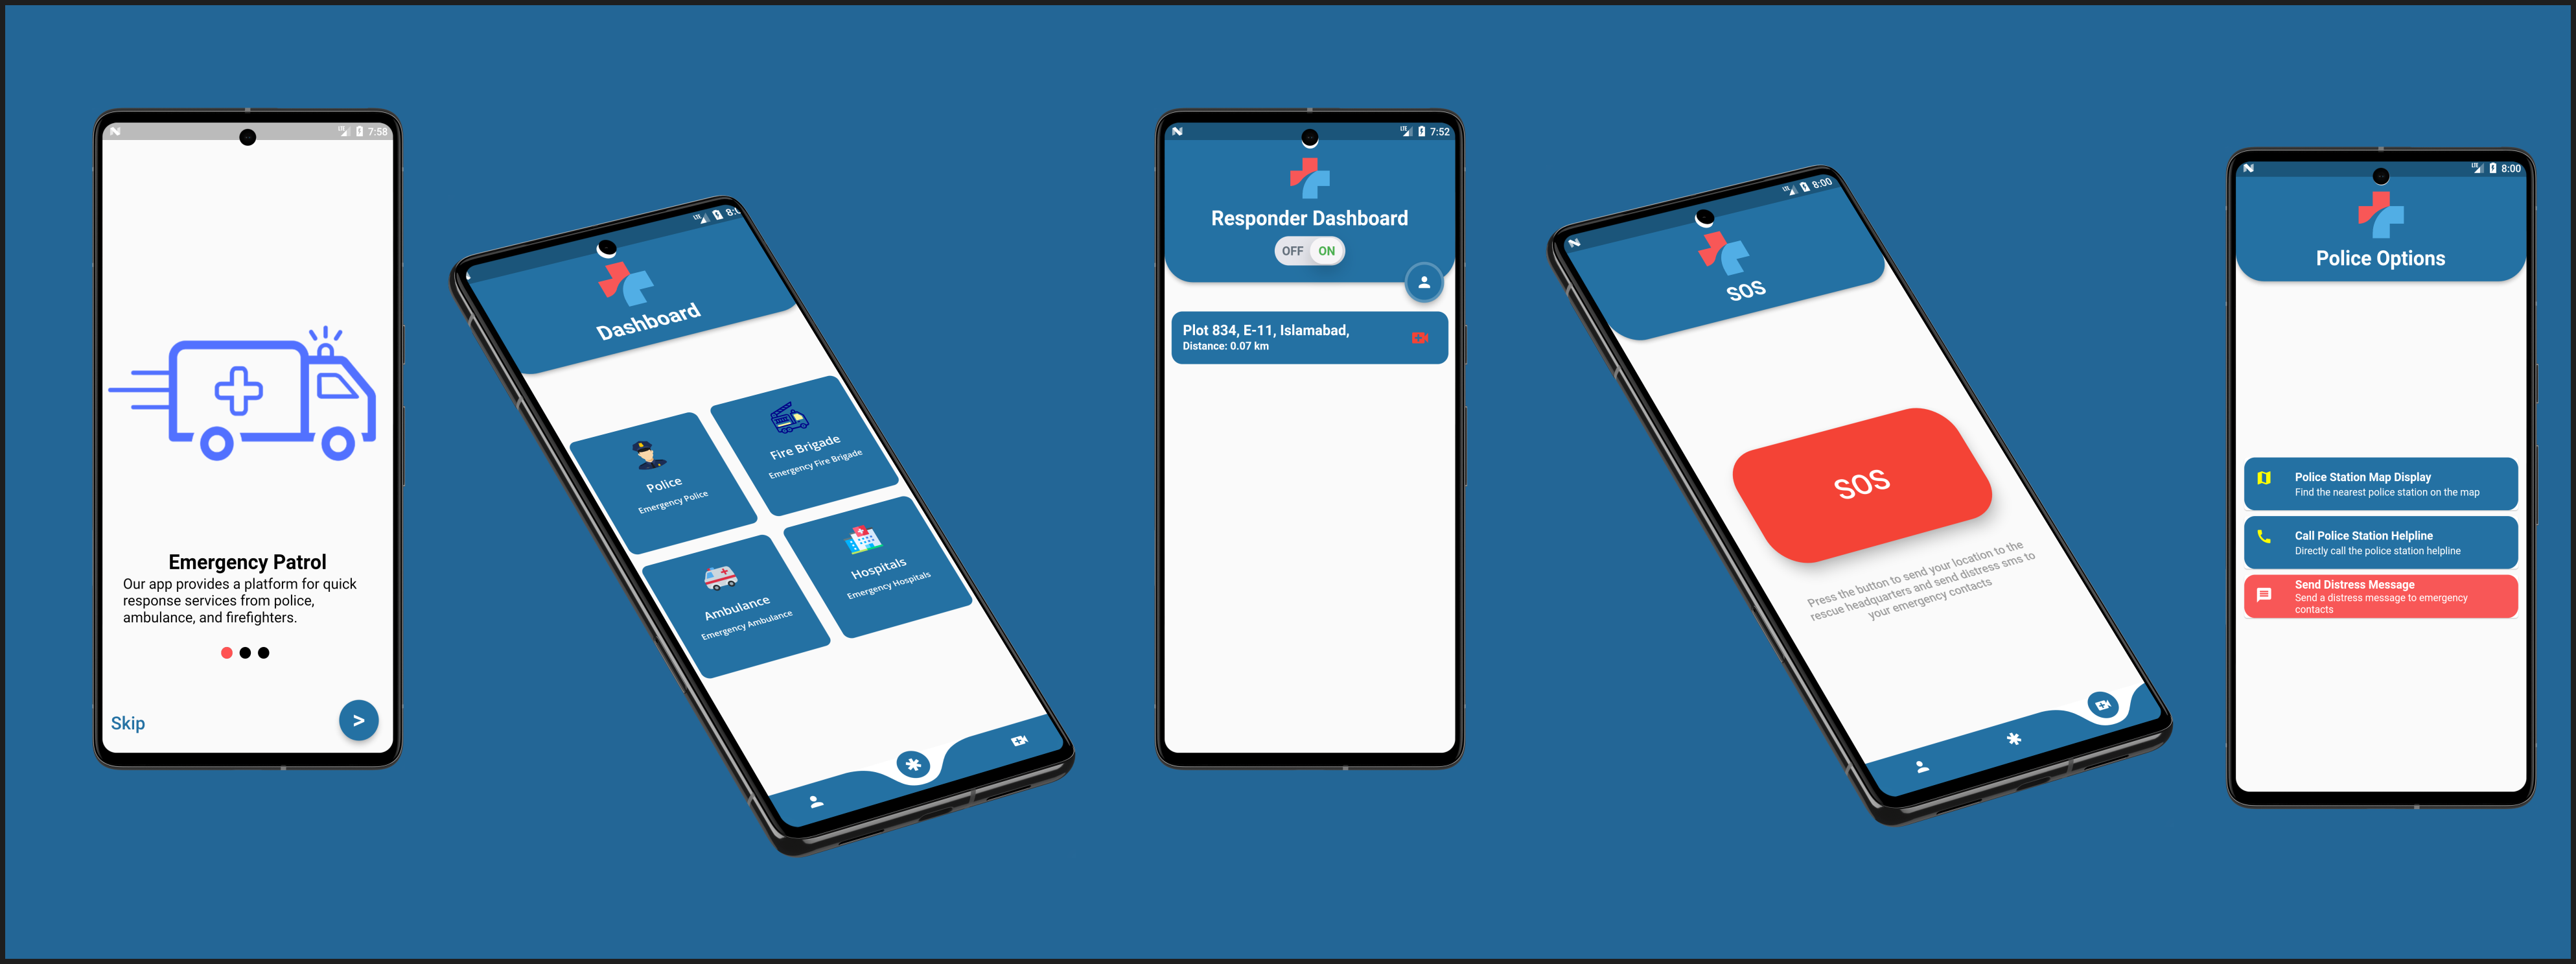 LTE 7:58
Emergency Patrol
Our app provides a platform for quick
response services from police,
ambulance, and firefighters.
Skip
>
LTE
Dashboard
Police
Emergency Police
Fire Brigade
Emergency Fire Brigade
Ambulance
Emergency Ambulance
Hospitals
Emergency Hospitals
LTE 7:52
Responder Dashboard
OFF ON
Plot 834, E-11, Islamabad,
Distance: 0.07 km
LTE 8:00
SOS
SOS
Press the button to send your location to the
rescue headquarters and send distress sms to
your emergency contacts
LTE 8:00
Police Options
Police Station Map Display
Find the nearest police station on the map
Call Police Station Helpline
Directly call the police station helpline
Send Distress Message
Send a distress message to emergency
contacts